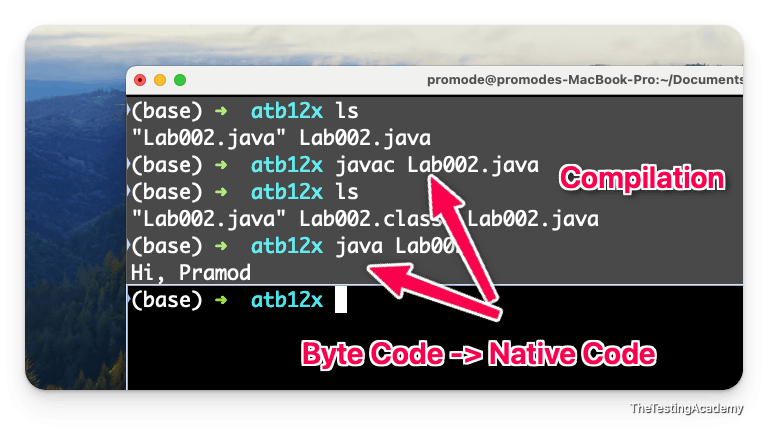 promode@promodes-MacBook-Pro:~/Documents
(base) ➜ atb12x ls
"Lab002.java" Lab002.java
(base) ➜ atb12x javac Lab002.java
Compilation
(base) ➜ atb12x ls
"Lab002.java" Lab002.class Lab002.java
(base) ➜ atb12x java Lab002
Hi, Pramod
(base) ➜ atb12x
Byte Code -> Native Code
TheTestingAcademy